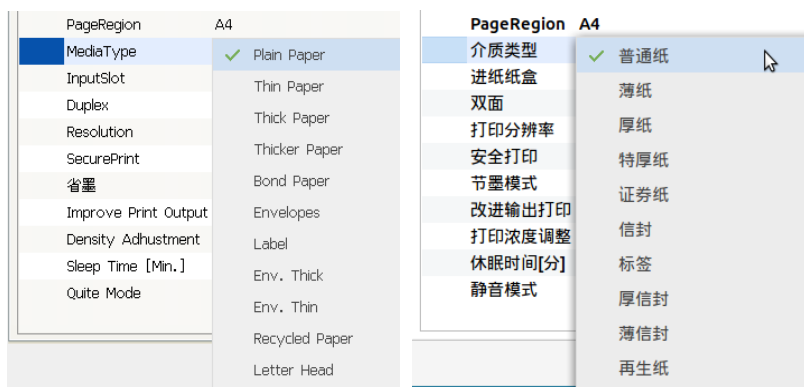 PageRegion A4
MediaType
InputSlot
Duplex
Resolution
SecurePrint
省墨
Improve Print Output
Density Adhustment
Sleep Time [Min.]
Quite Mode
Plain Paper
Thin Paper
Thick Paper
Thicker Paper
Bond Paper
Envelopes
Label
Env. Thick
Env. Thin
Recycled Paper
Letter Head
PageRegion A4
介质类型
进纸纸盒
双面
打印分辨率
安全打印
节墨模式
改进输出打印
打印浓度调整
休眠时间[分]
静音模式
普通纸
薄纸
厚纸
特厚纸
证券纸
信封
标签
厚信封
薄信封
再生纸